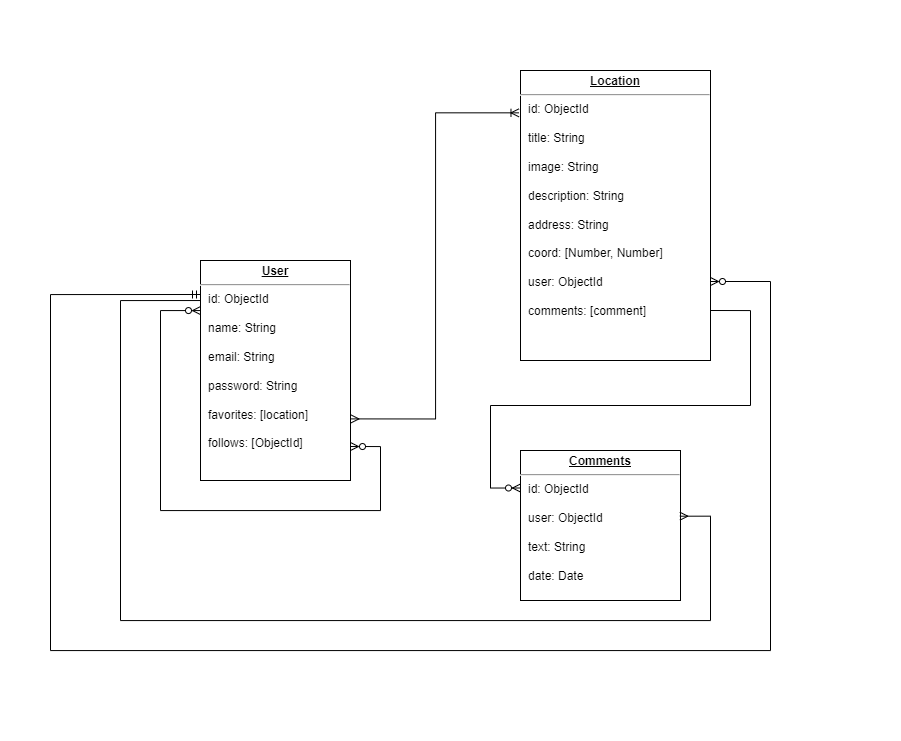 Location
id: ObjectId
title: String
image: String
description: String
address: String
coord: [Number, Number]
user: ObjectId
comments: [comment]
User
id: ObjectId
name: String
email: String
password: String
favorites: [location]
follows: [ObjectId]
Comments
id: ObjectId
user: ObjectId
text: String
date: Date